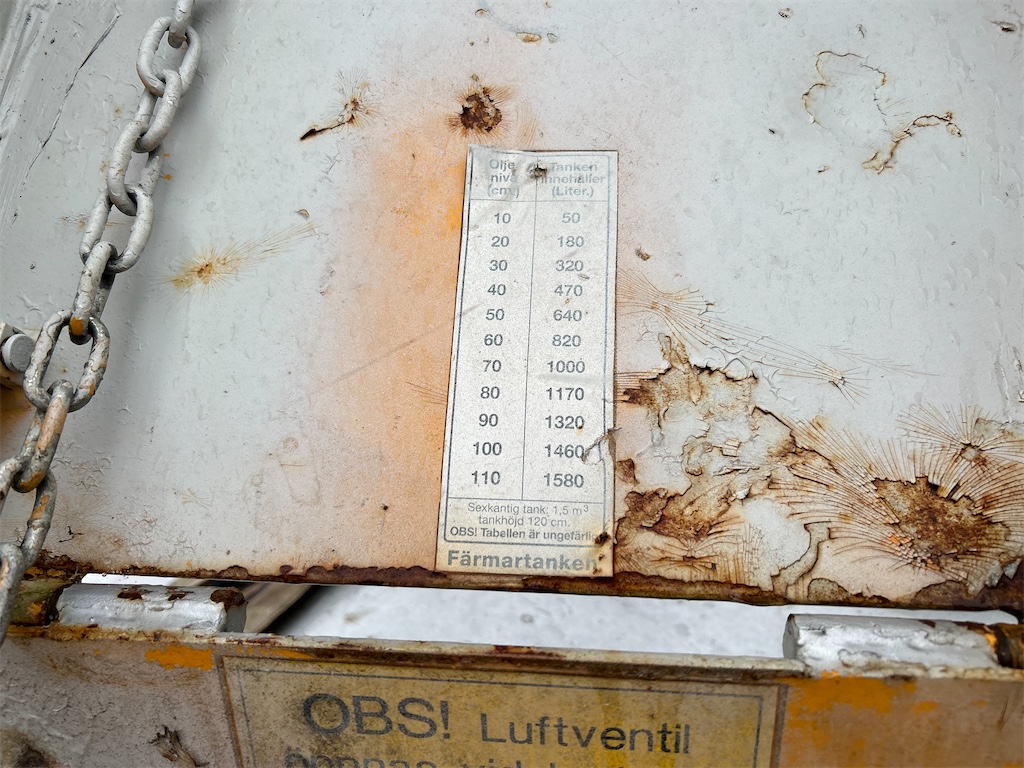 Olje Tanken
nivå innehåller
(cm.) (Liter.)
10 50
20 180
30 320
40 470
50 640
60 820
70 1000
80 1170
90 1320
100 1460
110 1580
Sexkantig tank: 1,5 m³
tankhöjd 120 cm.
OBS! Tabellen är ungefärlig
Färmartanken
OBS! Luftventil